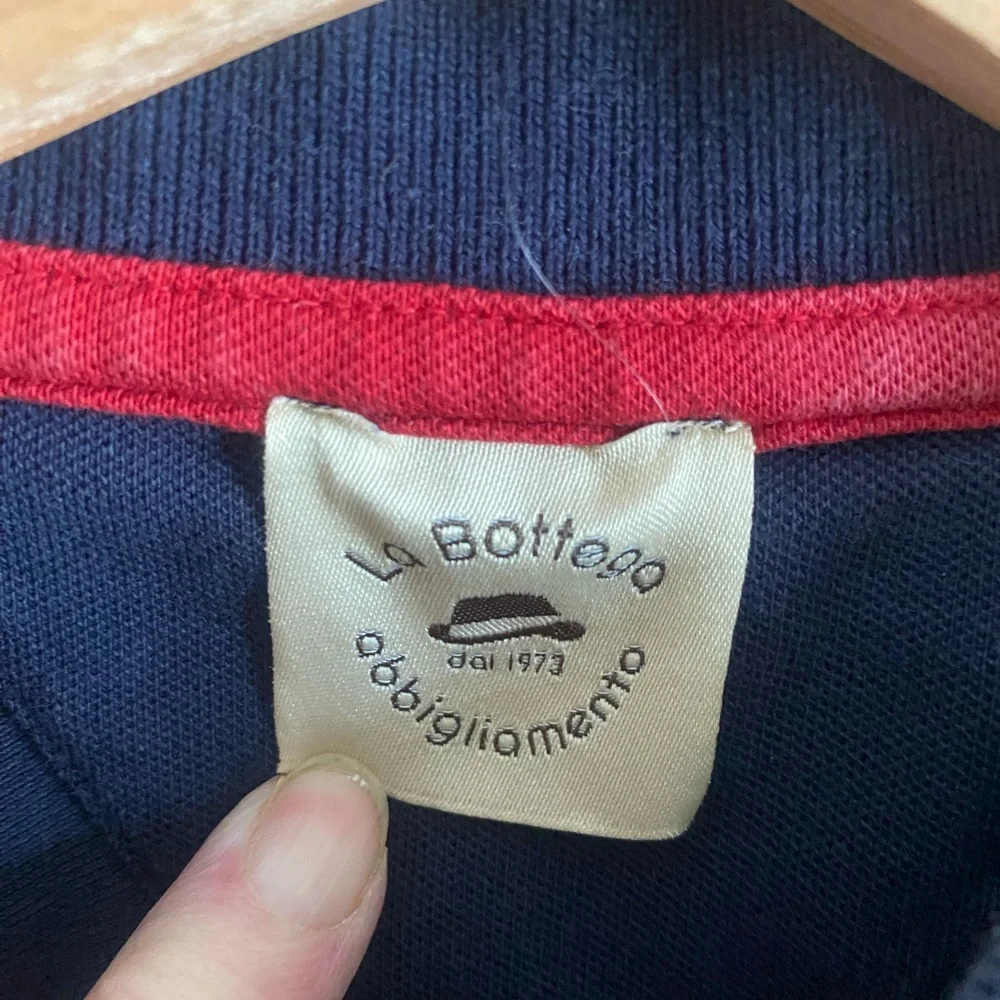 La Bottega
dal 1973
abbigliamento